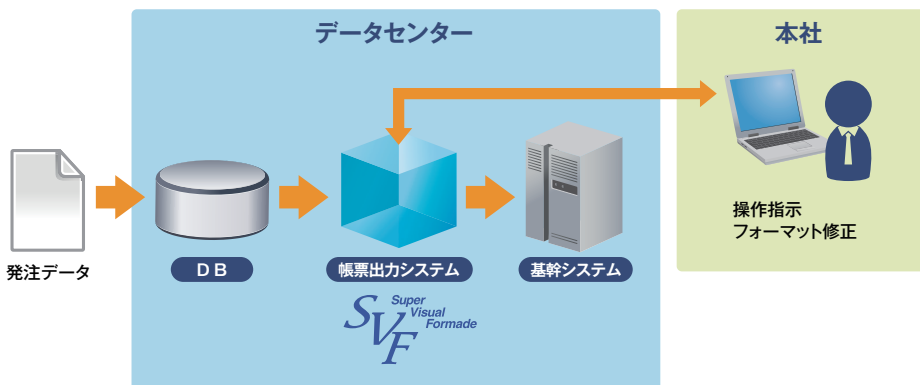 データセンター
本社
発注データ
DB
帳票出力システム
基幹システム
操作指示
フォーマット修正
SVF
Super
Visual
Formade